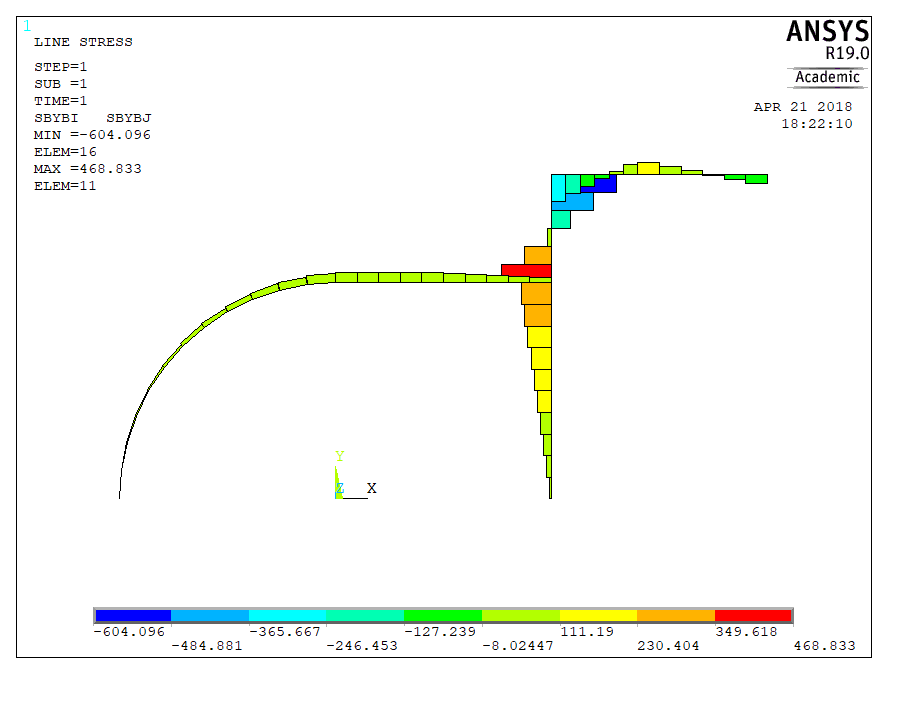 1
LINE STRESS
STEP=1
SUB =1
TIME=1
SBYBI   SBYBJ
MIN =-604.096
ELEM=16
MAX =468.833
ELEM=11
ANSYS
R19.0
Academic
APR 21 2018
18:22:10
Y
Z X
-604.096 -365.667 -127.239 111.19 349.618
-484.881 -246.453 -8.02447 230.404 468.833